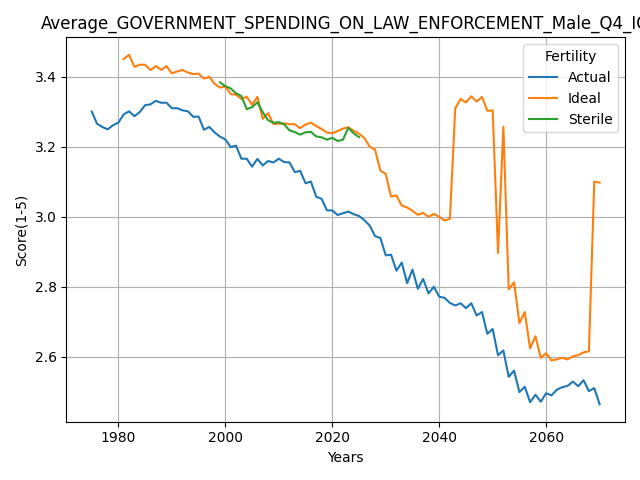 Average_GOVERNMENT_SPENDING_ON_LAW_ENFORCEMENT_Male_Q4_IQ
Fertility
Actual
Ideal
Sterile
Score(1-5)
3.4
3.2
3.0
2.8
2.6
1980 2000 2020 2040 2060
Years